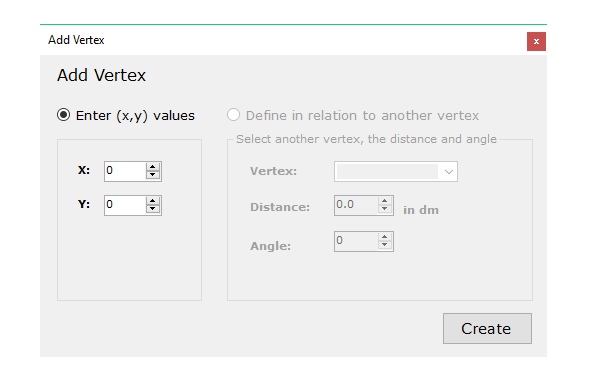 Add Vertex
x
Add Vertex
Enter (x,y) values
Define in relation to another vertex
Select another vertex, the distance and angle
X: 0
Y: 0
Vertex:
Distance: 0.0 in dm
Angle: 0
Create